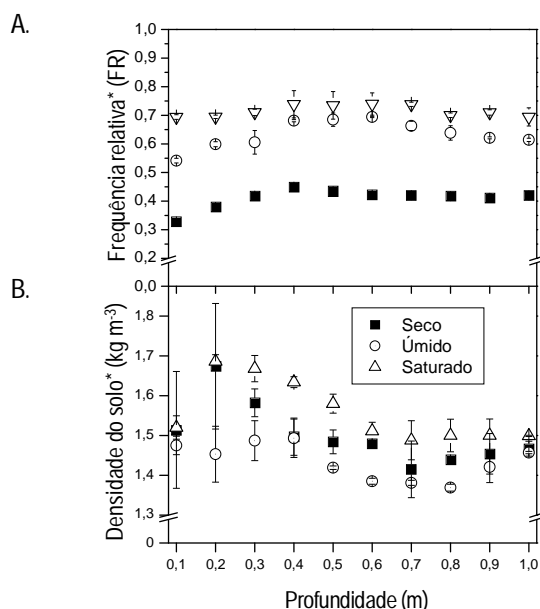 A.
Frequência relativa* (FR)
1,0
0,9
0,8
0,7
0,6
0,5
0,4
0,3
0,2
0,0
B.
Densidade do solo* (kg m-3)
1,8
1,7
1,6
1,5
1,4
1,3
0
Seco
Úmido
Saturado
0,1 0,2 0,3 0,4 0,5 0,6 0,7 0,8 0,9 1,0
Profundidade (m)